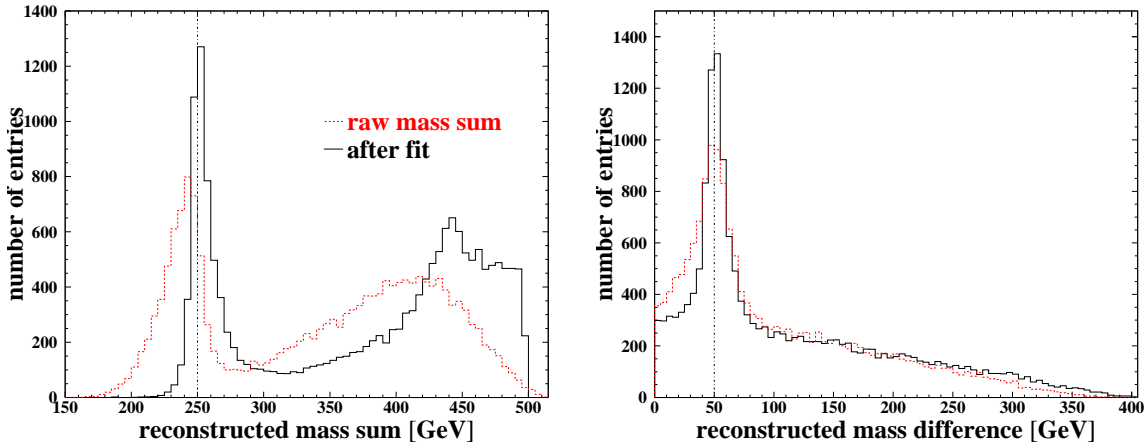 number of entries
1400
1200
1000
800
600
400
200
0
raw mass sum
after fit
150 200 250 300 350 400 450 500
reconstructed mass sum [GeV]
number of entries
1400
1200
1000
800
600
400
200
0
0 50 100 150 200 250 300 350 400
reconstructed mass difference [GeV]